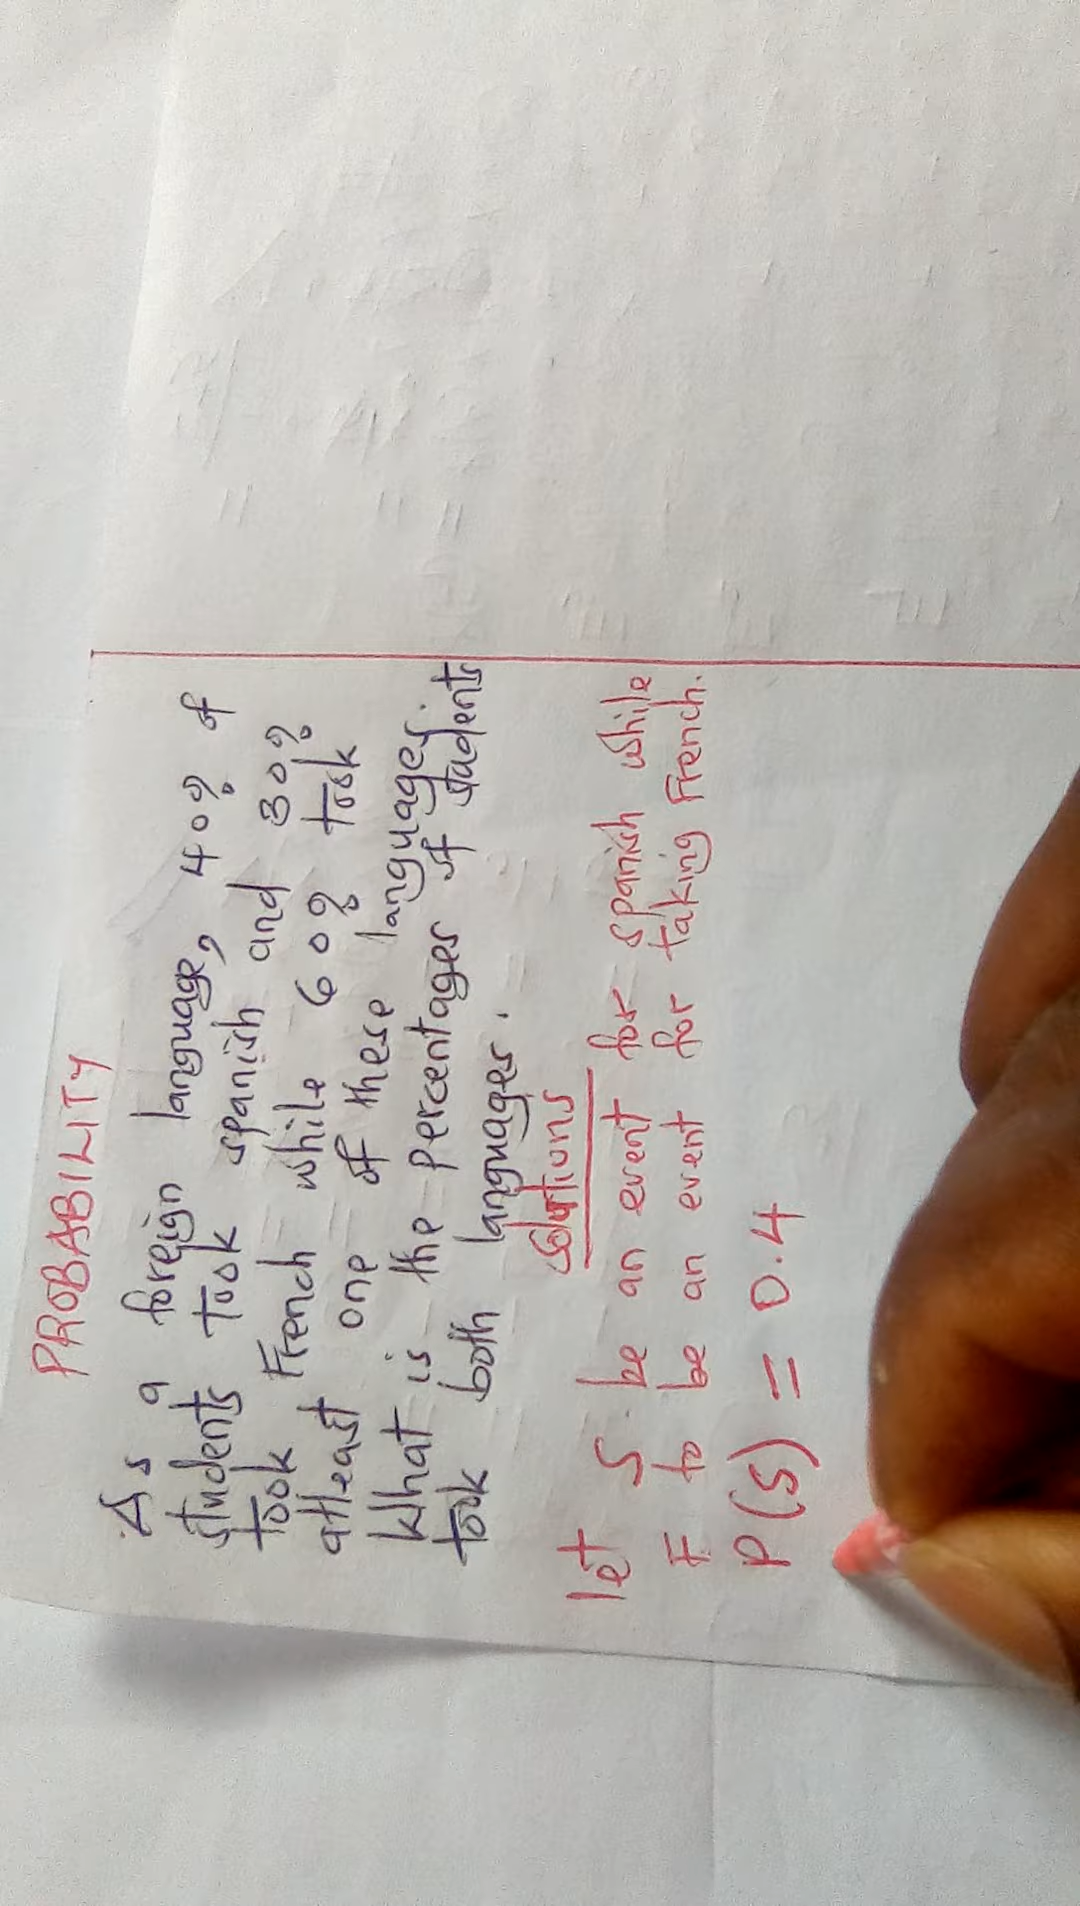 PROBABILITY
As a foreign language, 40% of
students took spanish and 30%
took French while 60% took
atleast one of these languages.
What is the percentages of students
took both languages.
solutions
let S be an event for spanish while
F to be an event for taking French.
P(S) = 0.4